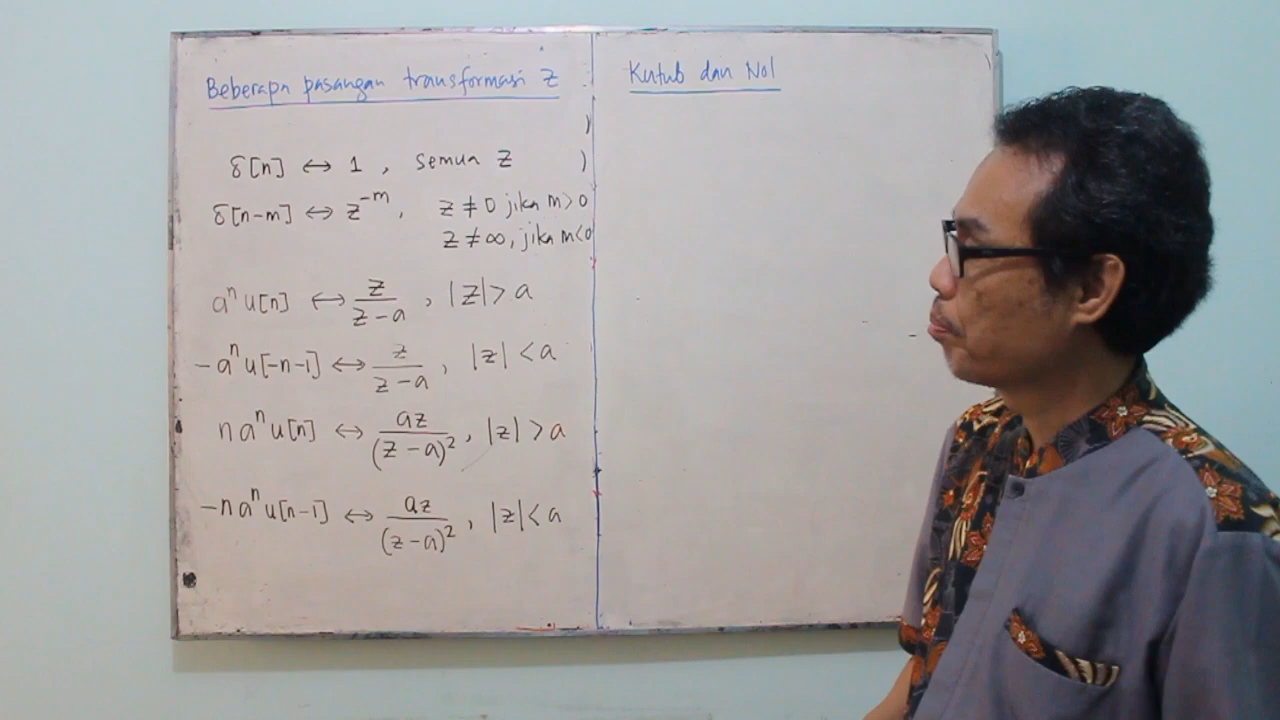 Beberapa pasangan transformasi Z
δ[n] ↔ 1 , semua Z
δ[n-m] ↔ z^-m , z ≠ 0 jika m>0
z ≠ ∞, jika m<0
a^n u[n] ↔ z/(z-a) , |z| > a
-a^n u[-n-1] ↔ z/(z-a) , |z| < a
n a^n u[n] ↔ az/(z-a)^2 , |z| > a
-n a^n u[n-1] ↔ az/(z-a)^2 , |z| < a
Kutub dan Nol